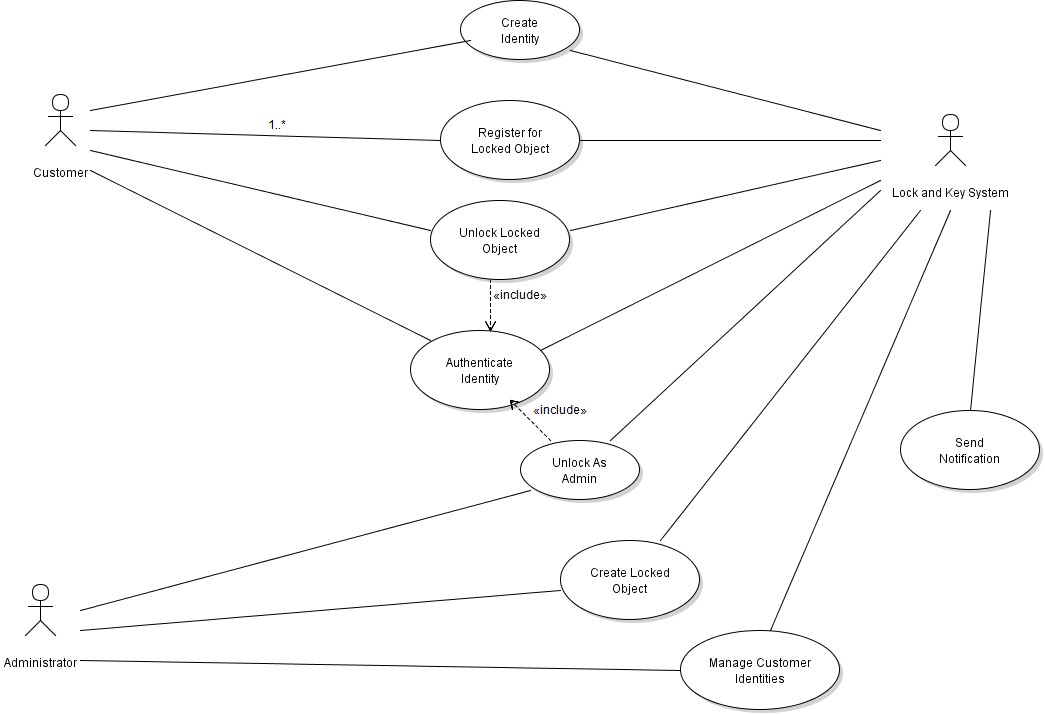 Create
Identity
1..*
Register for
Locked Object
Customer
Lock and Key System
Unlock Locked
Object
«include»
Authenticate
Identity
«include»
Unlock As
Admin
Send
Notification
Create Locked
Object
Administrator
Manage Customer
Identities